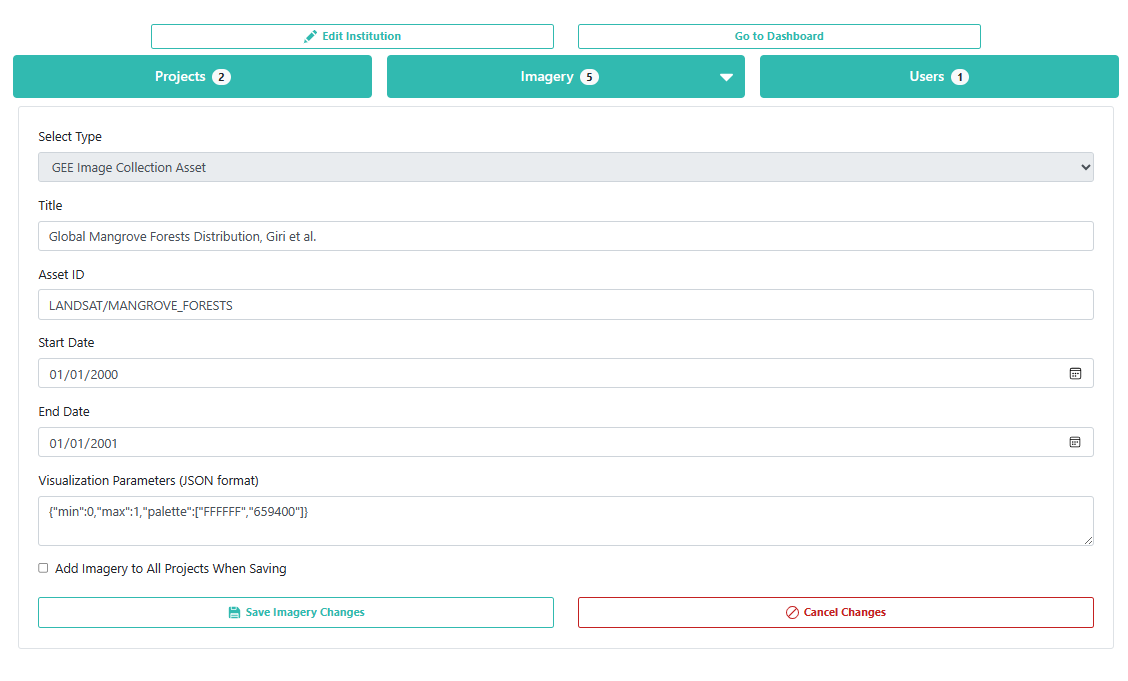 Edit Institution
Go to Dashboard
Projects 2
Imagery 5
Users 1
Select Type
GEE Image Collection Asset
Title
Global Mangrove Forests Distribution, Giri et al.
Asset ID
LANDSAT/MANGROVE_FORESTS
Start Date
01/01/2000
End Date
01/01/2001
Visualization Parameters (JSON format)
{"min":0,"max":1,"palette":["FFFFFF","659400"]}
Add Imagery to All Projects When Saving
Save Imagery Changes
Cancel Changes